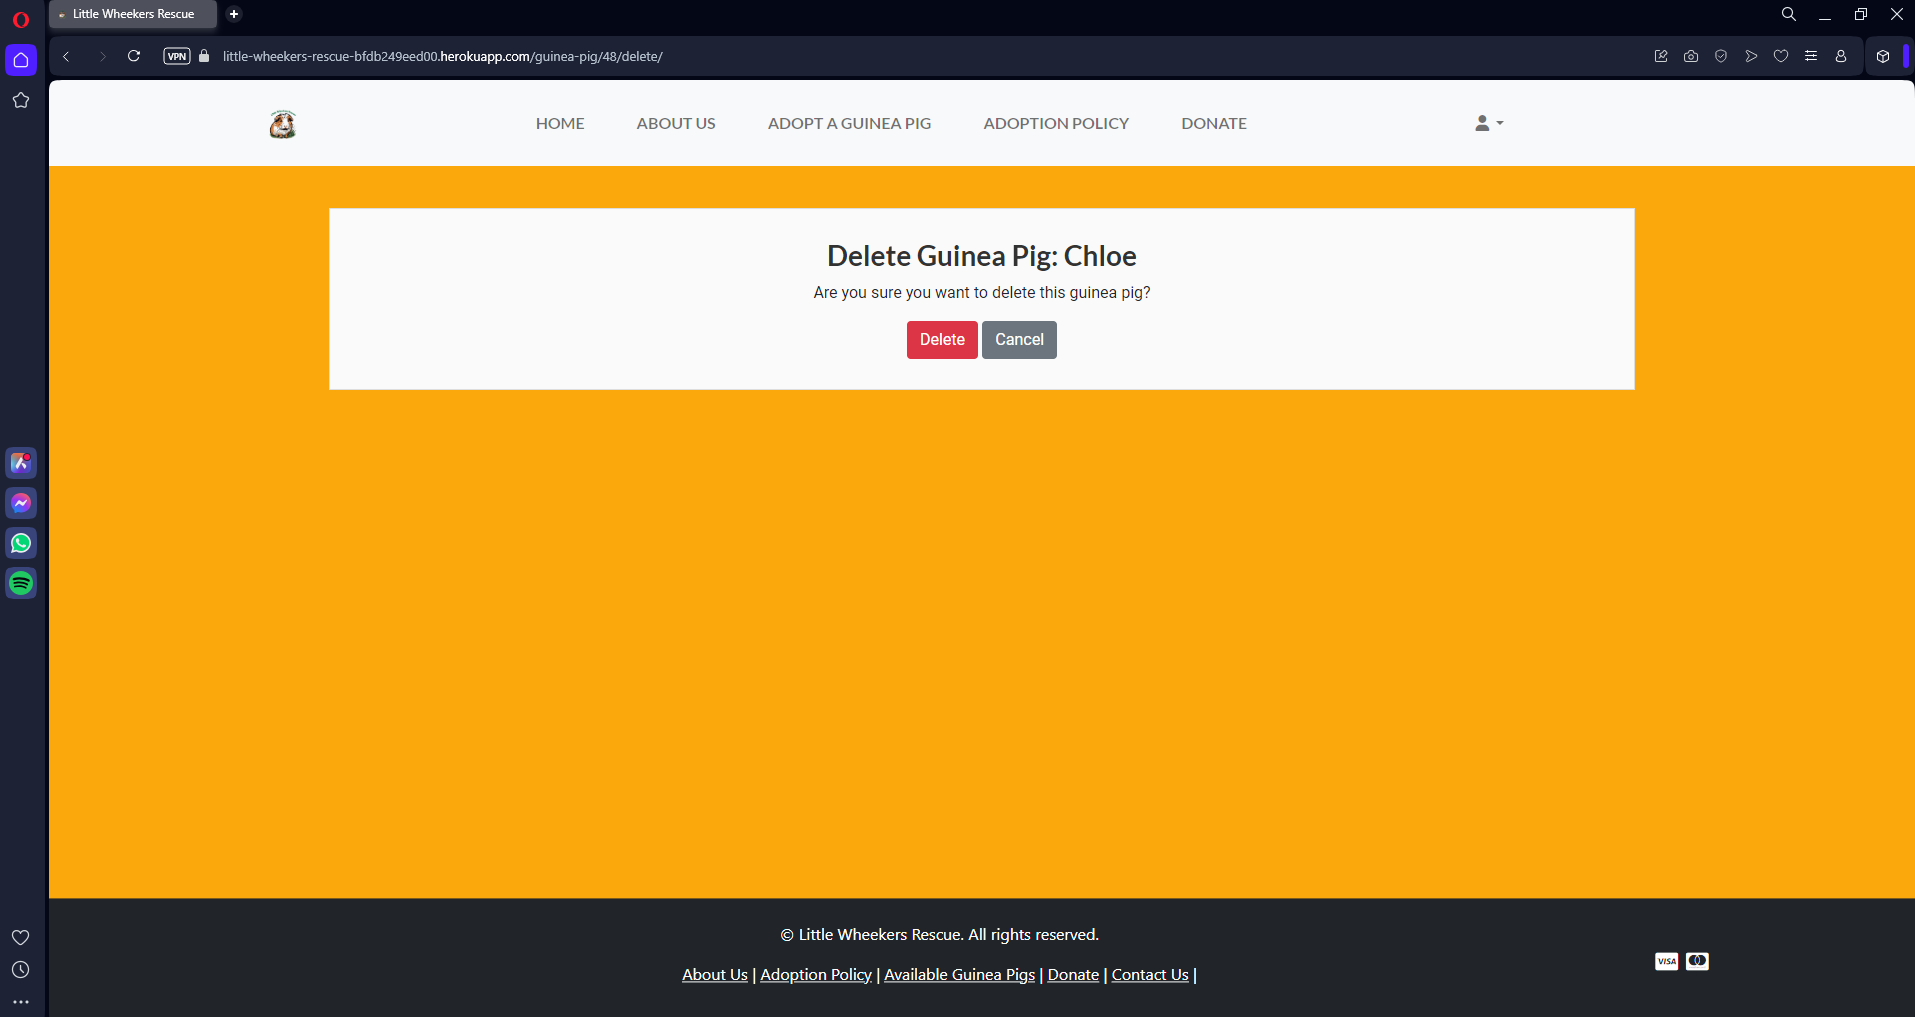 Little Wheekers Rescue
VPN little-wheekers-rescue-bfdb249eed00.herokuapp.com/guinea-pig/48/delete/
HOME ABOUT US ADOPT A GUINEA PIG ADOPTION POLICY DONATE
Delete Guinea Pig: Chloe
Are you sure you want to delete this guinea pig?
Delete Cancel
© Little Wheekers Rescue. All rights reserved.
About Us | Adoption Policy | Available Guinea Pigs | Donate | Contact Us |
VISA